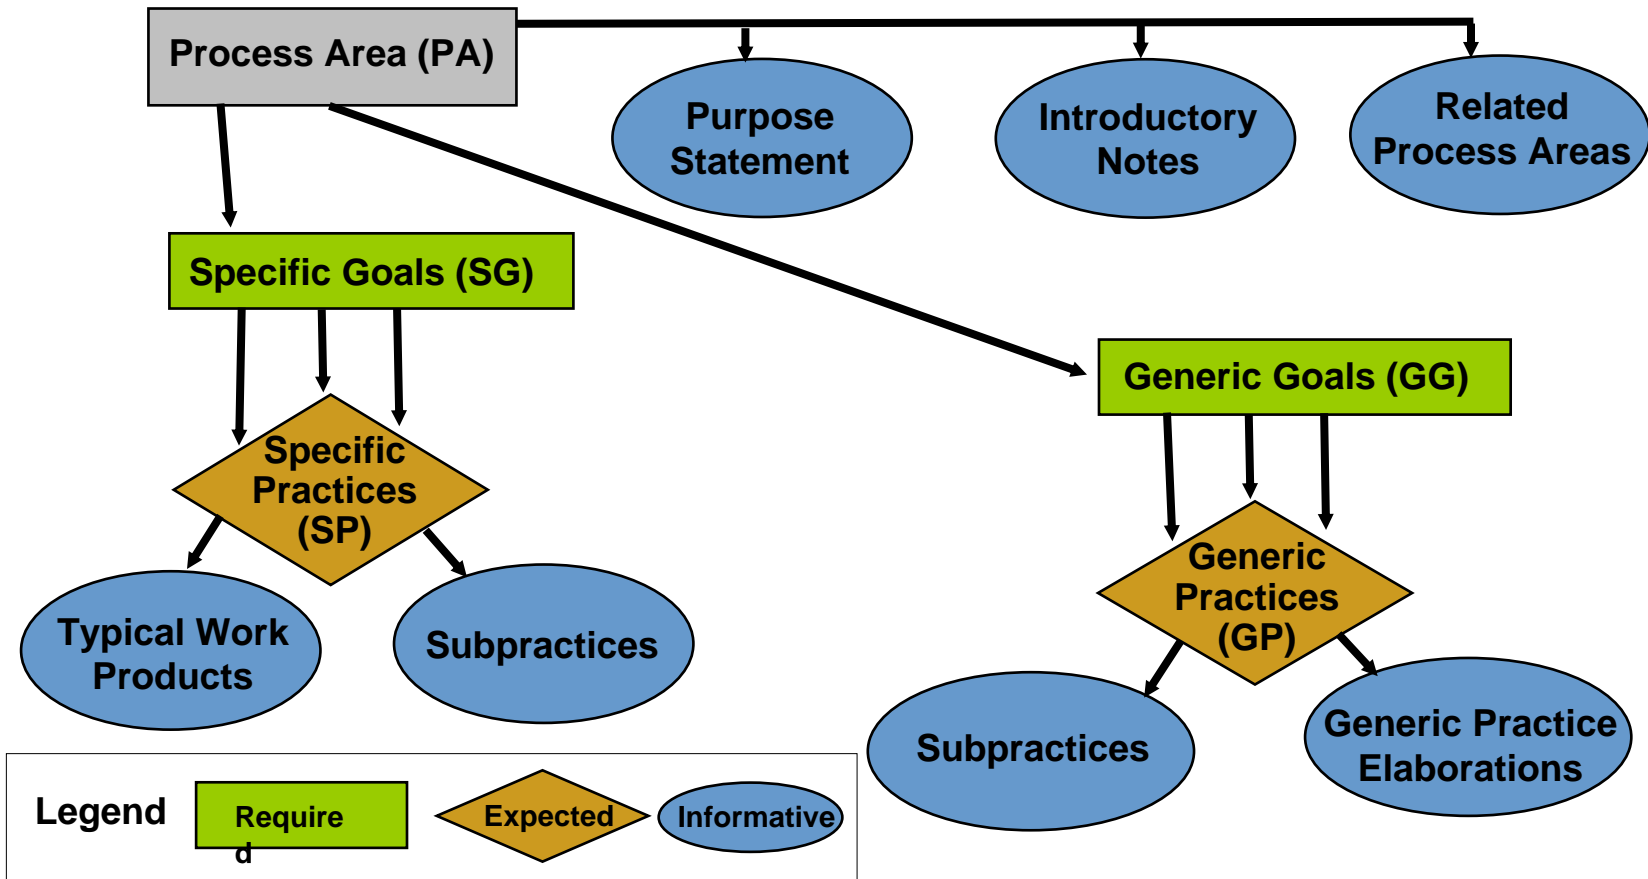 Process Area (PA)
Purpose
Statement
Introductory
Notes
Related
Process Areas
Specific Goals (SG)
Generic Goals (GG)
Specific
Practices
(SP)
Generic
Practices
(GP)
Typical Work
Products
Subpractices
Subpractices
Generic Practice
Elaborations
Legend
Require
d
Expected
Informative